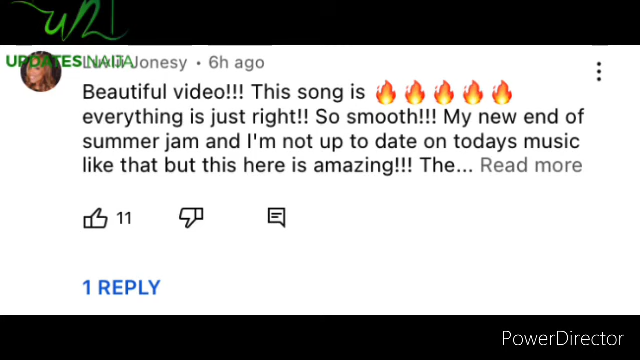 UPDATES NAITA
Jonesy • 6h ago
Beautiful video!!! This song is 🔥🔥🔥🔥🔥
everything is just right!! So smooth!!! My new end of
summer jam and I'm not up to date on todays music
like that but this here is amazing!!! The... Read more
11
1 REPLY
PowerDirector